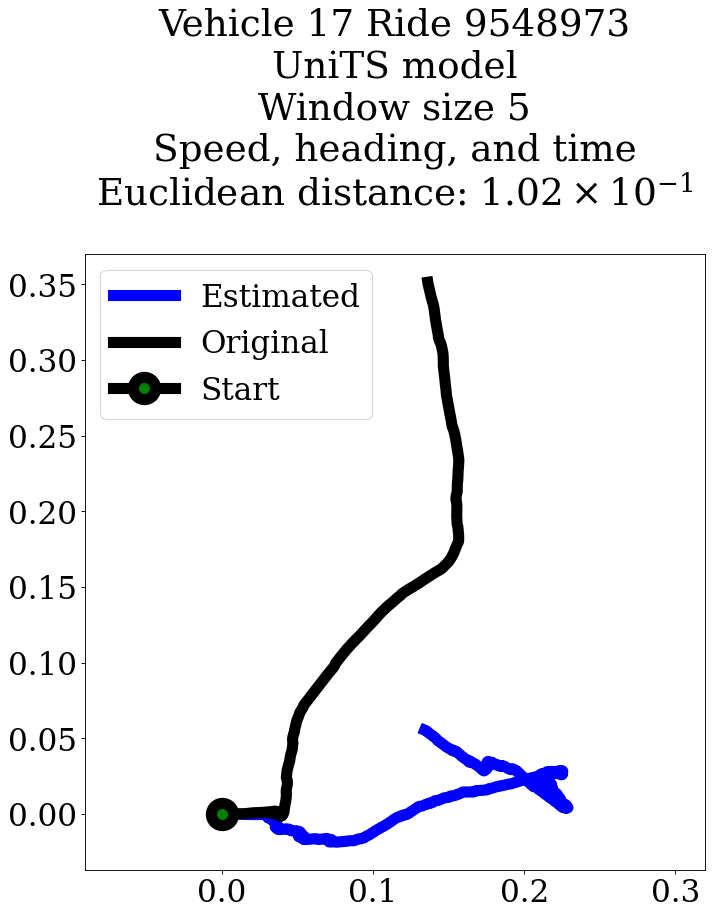 Vehicle 17 Ride 9548973
UniTS model
Window size 5
Speed, heading, and time
Euclidean distance: 1.02 × 10⁻¹
Estimated
Original
Start
0.35
0.30
0.25
0.20
0.15
0.10
0.05
0.00
0.0 0.1 0.2 0.3